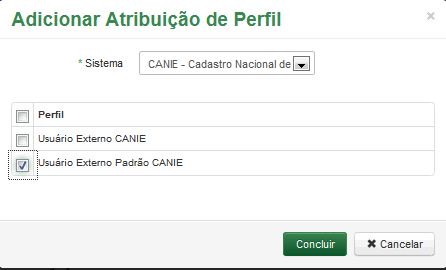 Adicionar Atribuição de Perfil
* Sistema
CANIE - Cadastro Nacional de
Perfil
Usuário Externo CANIE
Usuário Externo Padrão CANIE
Concluir
Cancelar